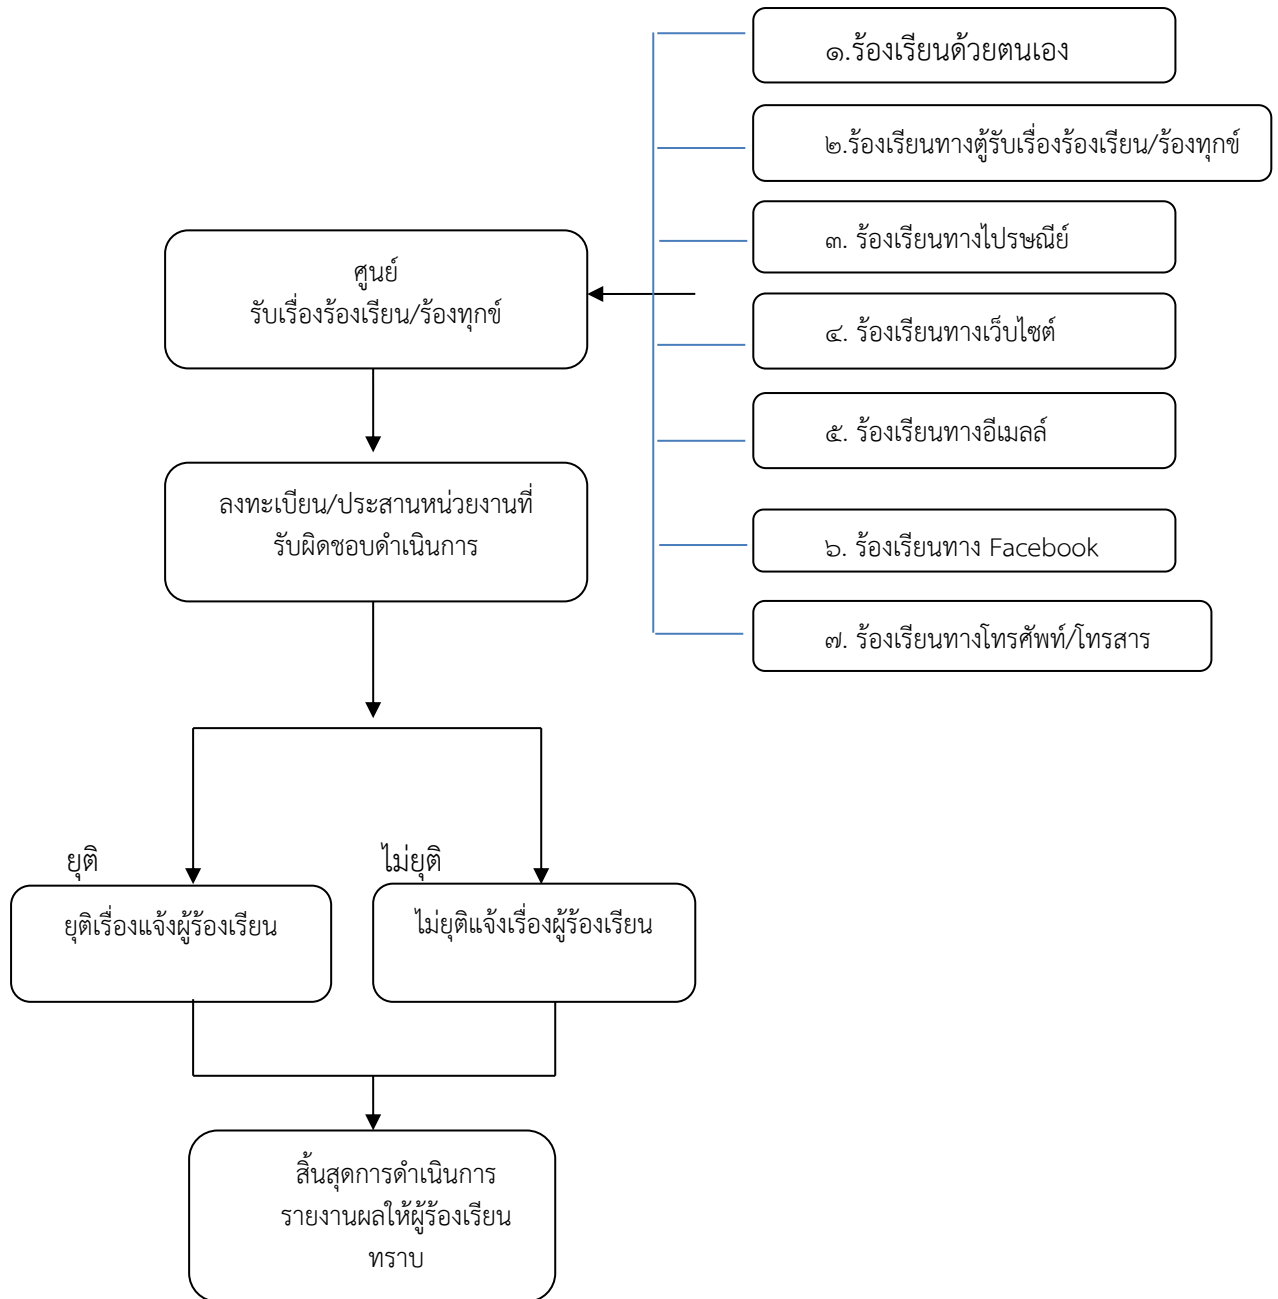 ๑.ร้องเรียนด้วยตนเอง
๒.ร้องเรียนทางตู้รับเรื่องร้องเรียน/ร้องทุกข์
๓. ร้องเรียนทางไปรษณีย์
๔. ร้องเรียนทางเว็บไซต์
๕. ร้องเรียนทางอีเมลล์
๖. ร้องเรียนทาง Facebook
๗. ร้องเรียนทางโทรศัพท์/โทรสาร
ศูนย์
รับเรื่องร้องเรียน/ร้องทุกข์
ลงทะเบียน/ประสานหน่วยงานที่
รับผิดชอบดำเนินการ
ยุติ
ไม่ยุติ
ยุติเรื่องแจ้งผู้ร้องเรียน
ไม่ยุติแจ้งเรื่องผู้ร้องเรียน
สิ้นสุดการดำเนินการ
รายงานผลให้ผู้ร้องเรียน
ทราบ